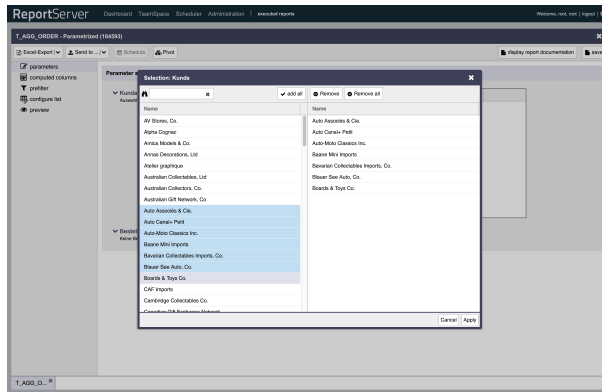 ReportServer Dashboard TeamSpace Scheduler Administration executed reports Welcome, root, root | logout |
T_AGG_ORDER - Parametrized (164593)
Excel-Export Send to ... Schedule Pivot display report documentation save
parameters
computed columns
prefilter
configure list
preview
Parameter
Kunde
Selection: Kunde
add all Remove Remove all
Name
AV Stores, Co.
Alpha Cognac
Amica Models & Co.
Annas Decorations, Ltd
Atelier graphique
Australian Collectables, Ltd
Australian Collectors, Co.
Australian Gift Network, Co
Auto Associés & Cie.
Auto Canal+ Petit
Auto-Moto Classics Inc.
Baane Mini Imports
Bavarian Collectables Imports, Co.
Blauer See Auto, Co.
Boards & Toys Co.
CAF Imports
Cambridge Collectables Co.
Canadian Gift Exchange Network
Name
Auto Associés & Cie.
Auto Canal+ Petit
Auto-Moto Classics Inc.
Baane Mini Imports
Bavarian Collectables Imports, Co.
Blauer See Auto, Co.
Boards & Toys Co.
Cancel Apply
T_AGG_O...